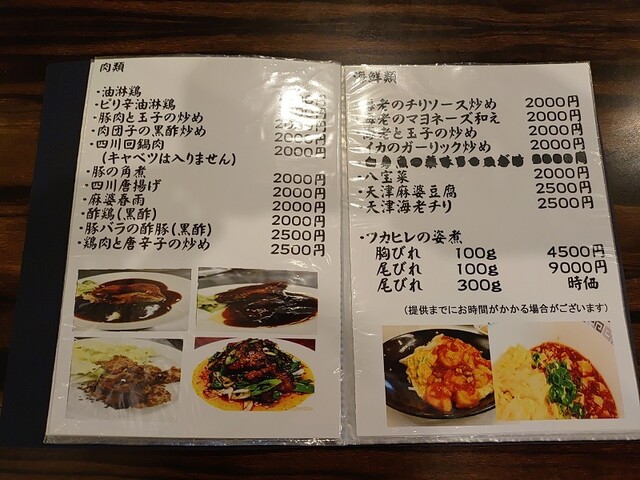 肉類
・油淋鶏
・ピリ辛油淋鶏
・豚肉と玉子の炒め
・肉団子の黒酢炒め 2000円
・四川回鍋肉 2000円
(キャベツは入りません)
・豚の角煮 2000円
・四川唐揚げ 2000円
・麻婆春雨 2000円
・酢鶏(黒酢) 2000円
・豚バラの酢豚(黒酢) 2500円
・鶏肉と唐辛子の炒め 2500円
海鮮類
海老のチリソース炒め 2000円
海老のマヨネーズ和え 2000円
海老と玉子の炒め 2000円
イカのガーリック炒め 2000円
・八宝菜 2000円
・天津麻婆豆腐 2500円
・天津海老チリ 2500円
・フカヒレの姿煮
胸びれ 100g 4500円
尾びれ 100g 9000円
尾びれ 300g 時価
(提供までにお時間がかかる場合がございます)